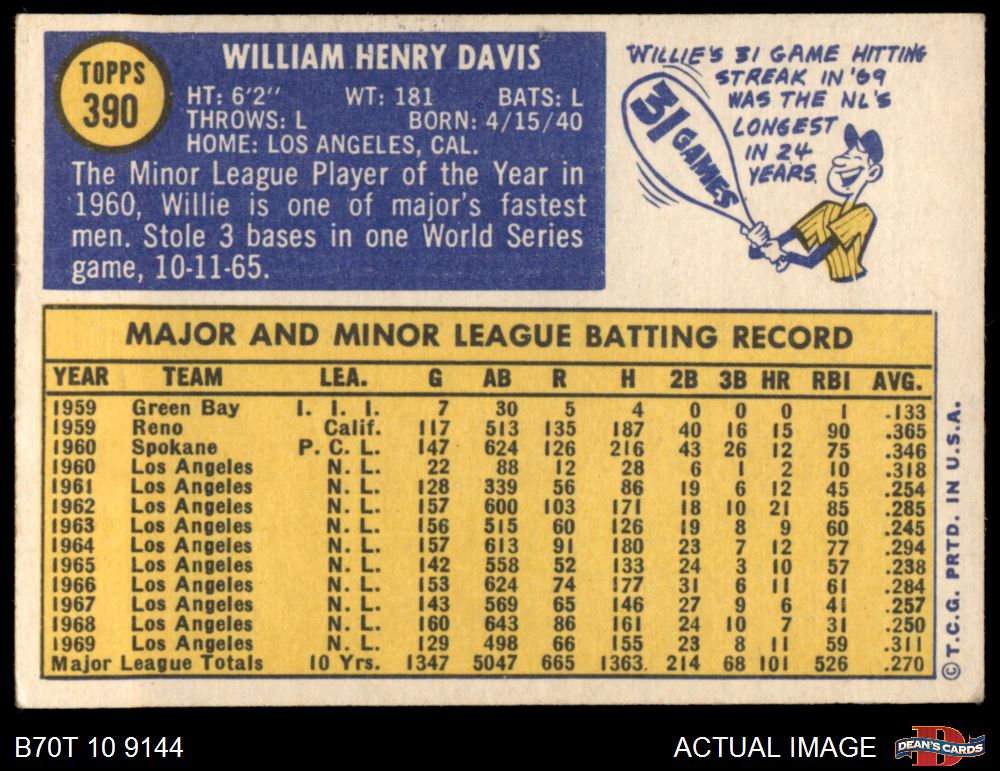 TOPPS
390
WILLIAM HENRY DAVIS
HT: 6'2" WT: 181 BATS: L
THROWS: L BORN: 4/15/40
HOME: LOS ANGELES, CAL.
The Minor League Player of the Year in
1960, Willie is one of major's fastest
men. Stole 3 bases in one World Series
game, 10-11-65.
WILLIE'S 31 GAME HITTING
STREAK IN '69
WAS THE NL'S
LONGEST
IN 24
YEARS.
31 GAMES
MAJOR AND MINOR LEAGUE BATTING RECORD
YEAR TEAM LEA. G AB R H 2B 3B HR RBI AVG.
1959 Green Bay I. I. I. 7 30 5 4 0 0 0 1 .133
1959 Reno Calif. 117 513 135 187 40 16 15 90 .365
1960 Spokane P. C. L. 147 624 126 216 43 26 12 75 .346
1960 Los Angeles N. L. 22 88 12 28 6 1 2 10 .318
1961 Los Angeles N. L. 128 339 56 86 19 6 12 45 .254
1962 Los Angeles N. L. 157 600 103 171 18 10 21 85 .285
1963 Los Angeles N. L. 156 515 60 126 19 8 9 60 .245
1964 Los Angeles N. L. 157 613 91 180 23 7 12 77 .294
1965 Los Angeles N. L. 142 558 52 133 24 3 10 57 .238
1966 Los Angeles N. L. 153 624 74 177 31 6 11 61 .284
1967 Los Angeles N. L. 143 569 65 146 27 9 6 41 .257
1968 Los Angeles N. L. 160 643 86 161 24 10 7 31 .250
1969 Los Angeles N. L. 129 498 66 155 23 8 11 59 .311
Major League Totals 10 Yrs. 1347 5047 665 1363 214 68 101 526 .270
© T.C.G. PRTD. IN U.S.A.
B70T 10 9144
ACTUAL IMAGE
D
DEAN'S CARDS